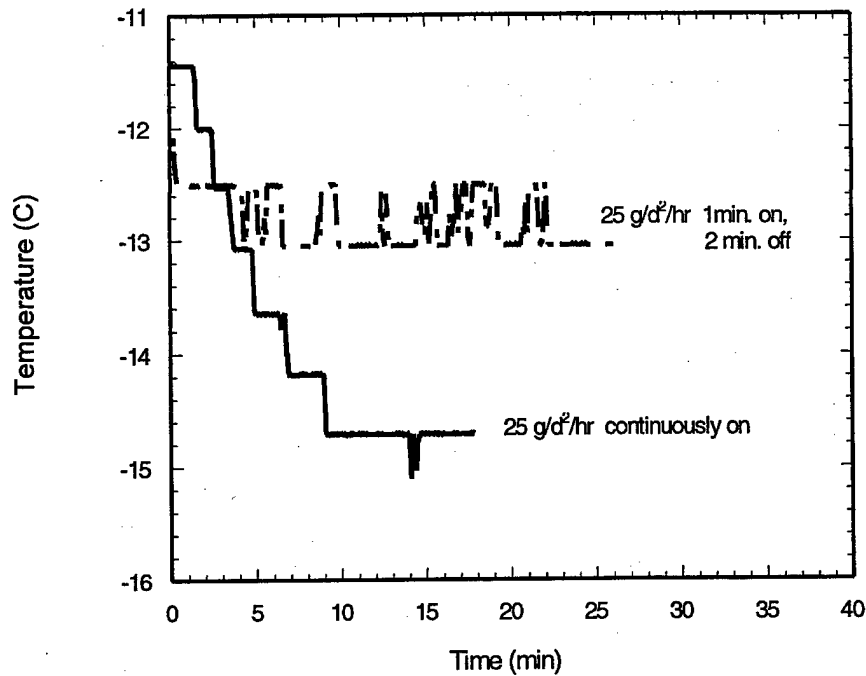 -11
-12
-13
-14
-15
-16
Temperature (C)
25 g/d²/hr 1min. on,
2 min. off
25 g/d²/hr continuously on
0 5 10 15 20 25 30 35 40
Time (min)